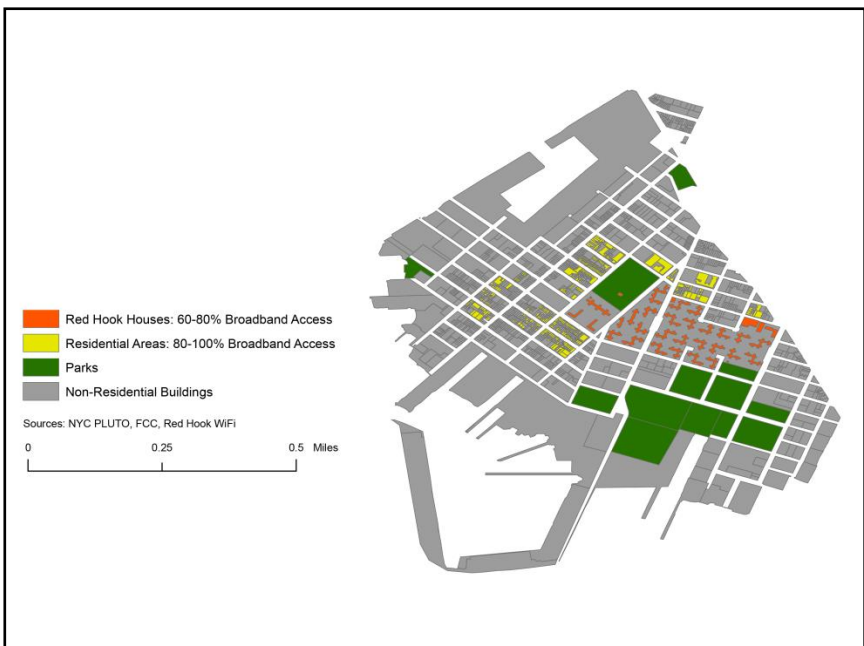 Red Hook Houses: 60-80% Broadband Access
Residential Areas: 80-100% Broadband Access
Parks
Non-Residential Buildings
Sources: NYC PLUTO, FCC, Red Hook WiFi
0 0.25 0.5 Miles